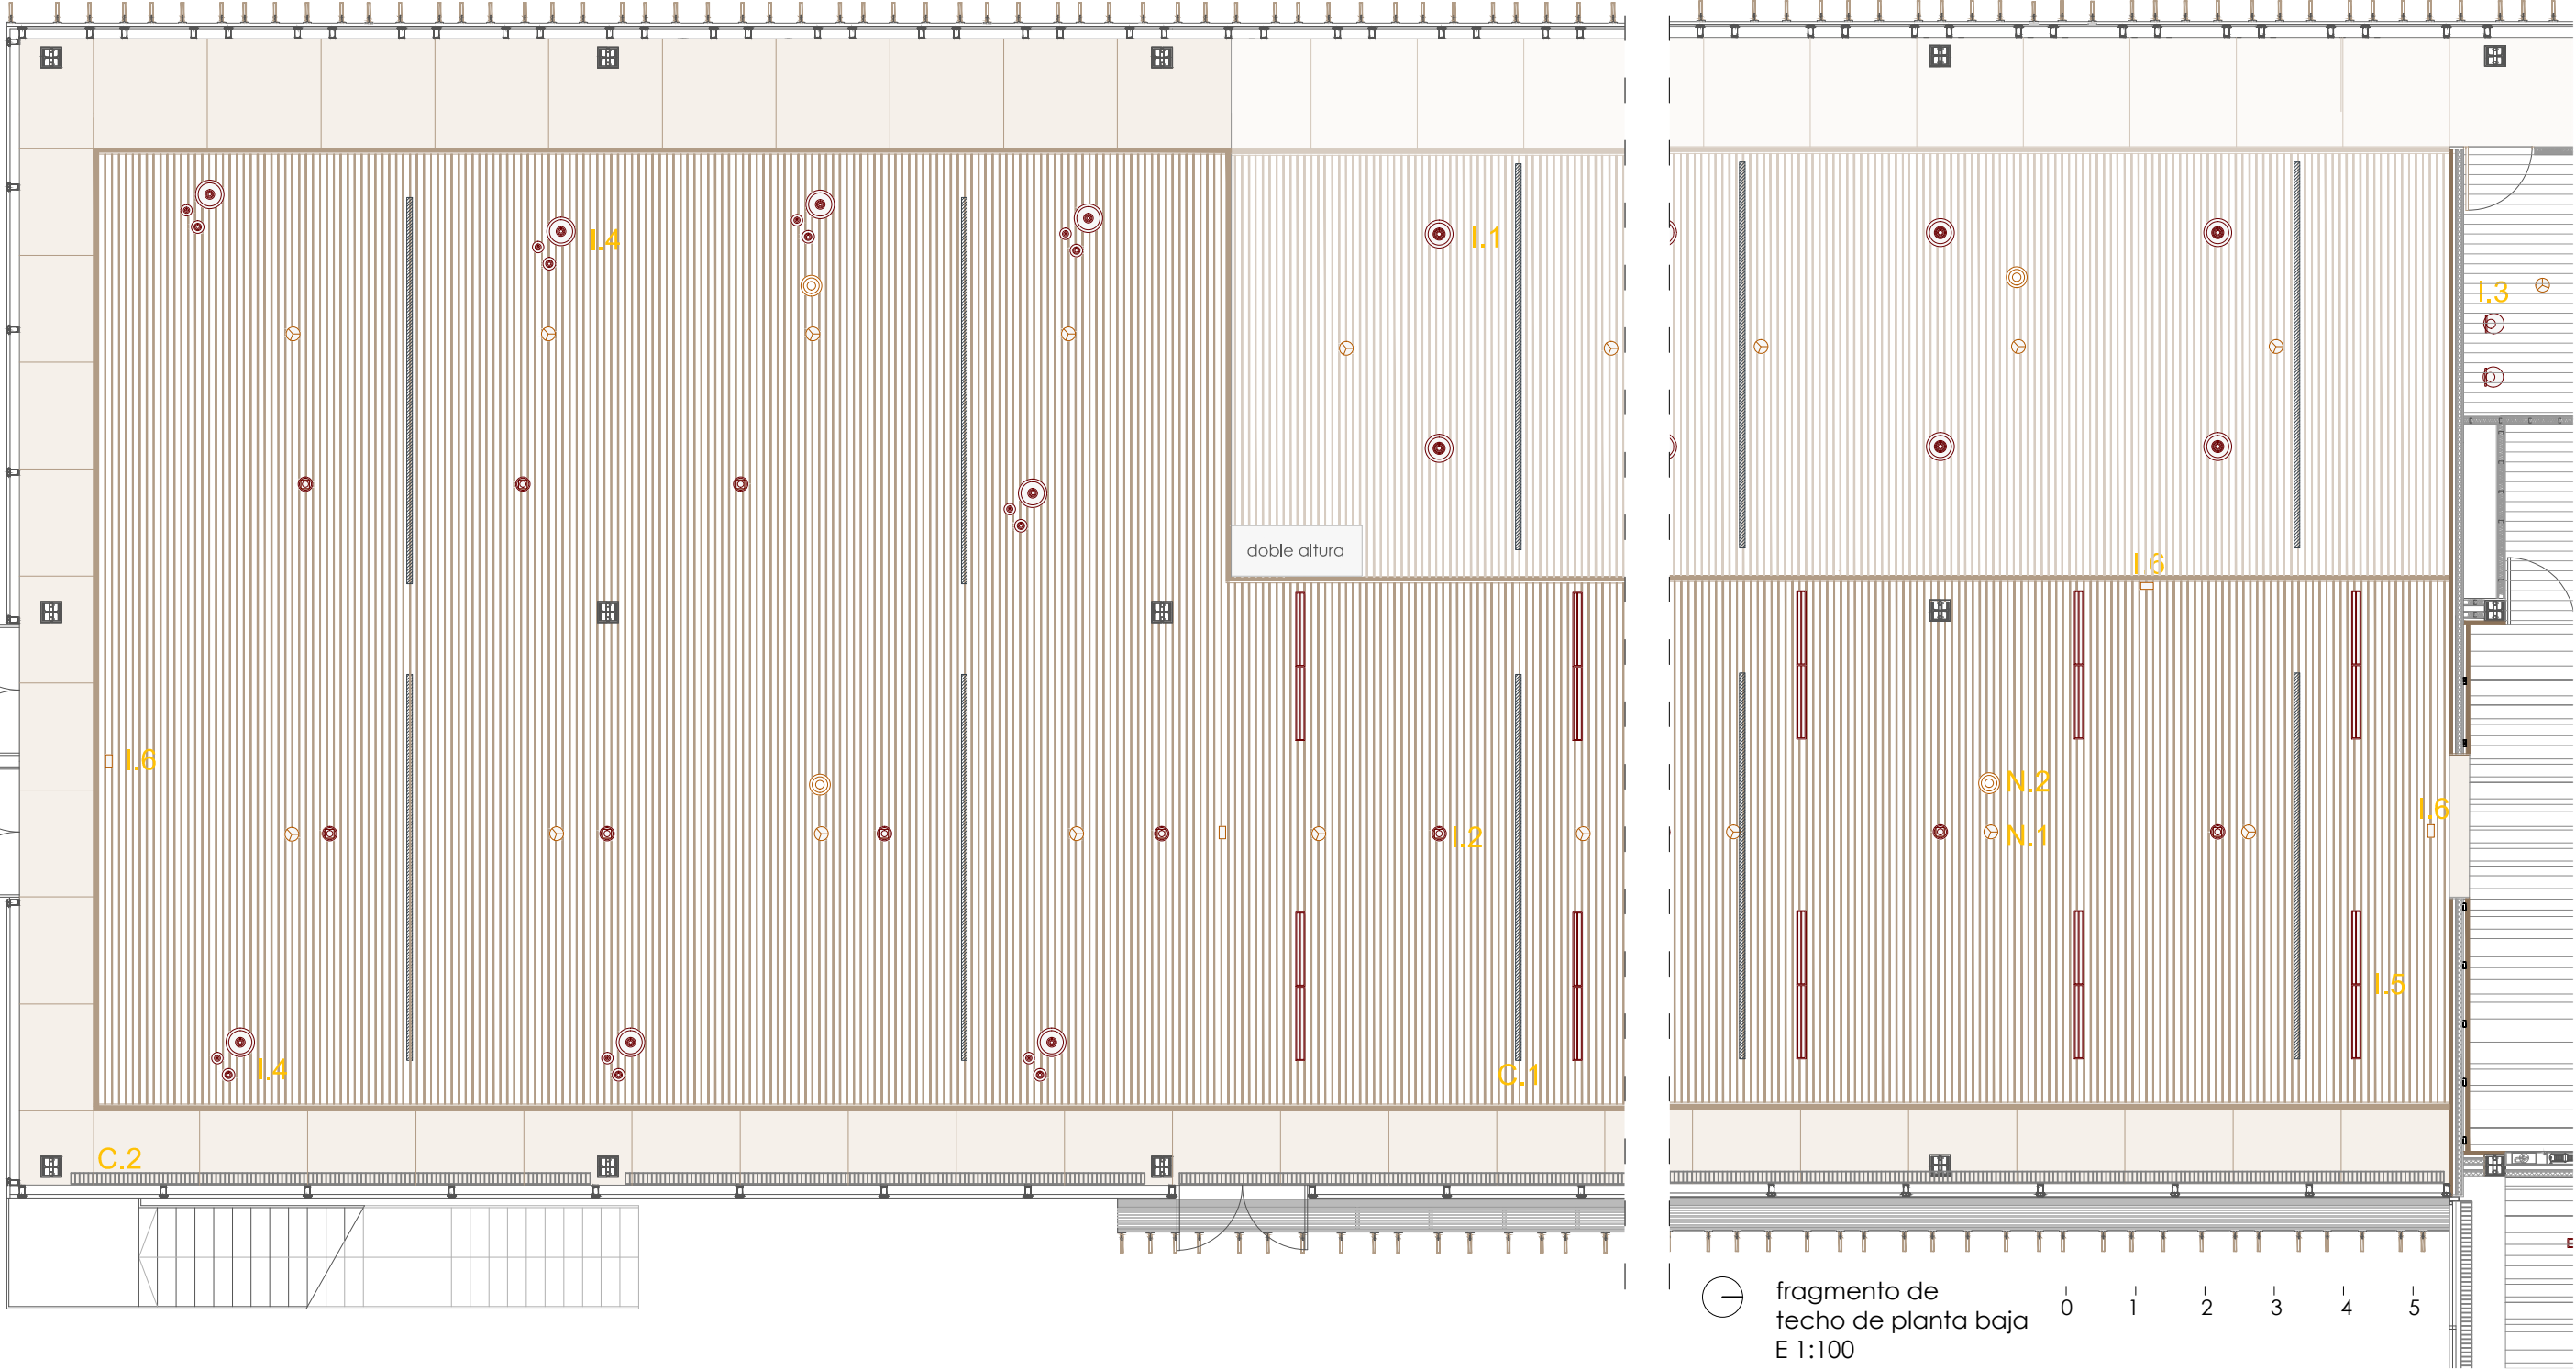 I.4
I.1
I.3
doble altura
I.6
I.6
N.2
I.6
I.2
N.1
I.5
I.4
C.1
C.2
fragmento de
techo de planta baja
E 1:100
0 1 2 3 4 5